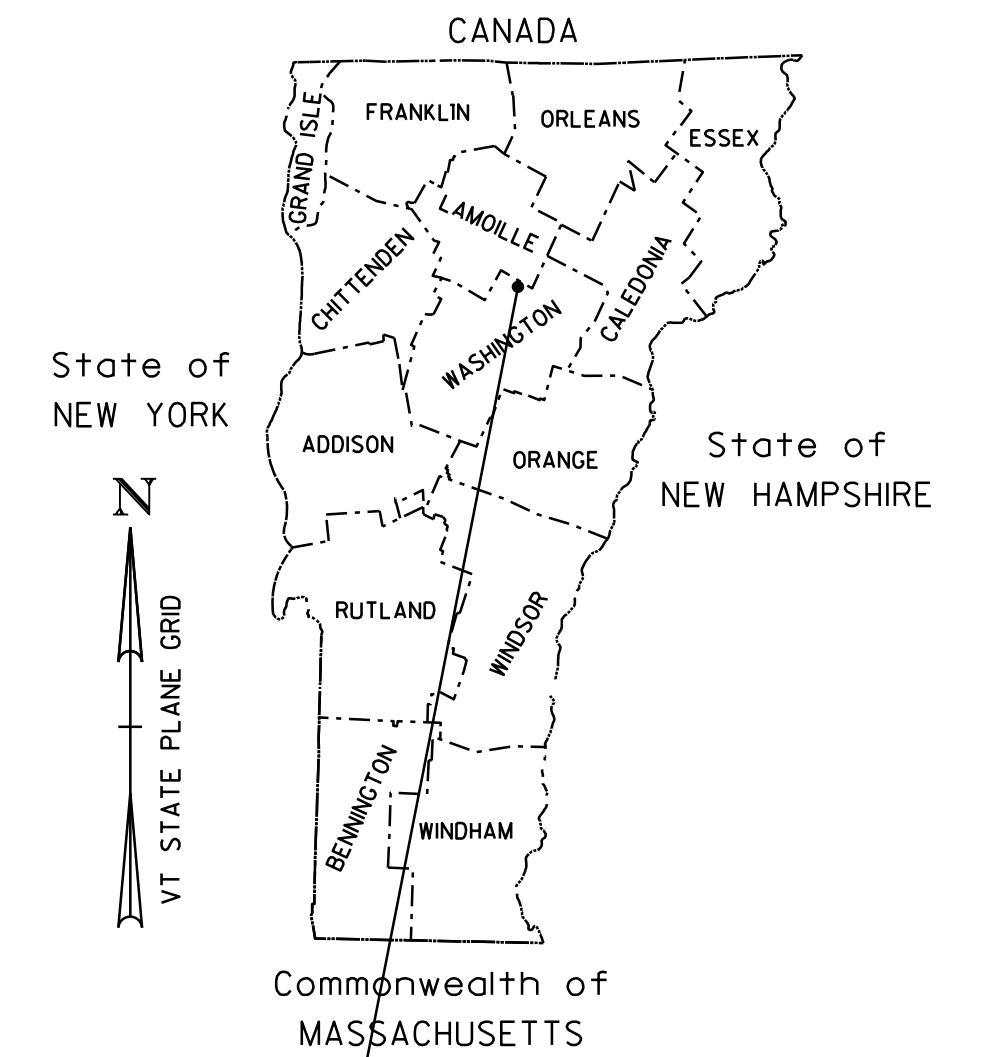 CANADA
FRANKLIN
ORLEANS
ESSEX
GRAND ISLE
LAMOILLE
CHITTENDEN
CALEDONIA
WASHINGTON
State of
NEW YORK
ADDISON
ORANGE
State of
NEW HAMPSHIRE
N
VT STATE PLANE GRID
RUTLAND
WINDSOR
BENNINGTON
WINDHAM
Commonwealth of
MASSACHUSETTS